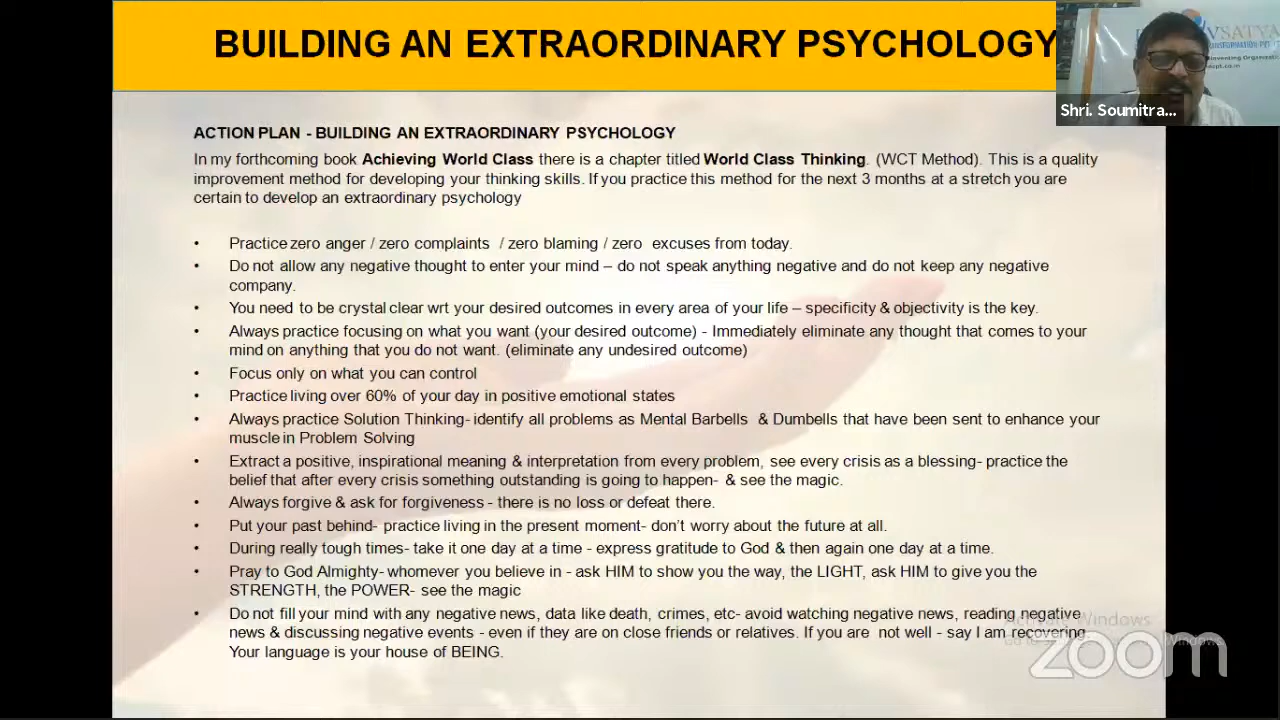 BUILDING AN EXTRAORDINARY PSYCHOLOGY
VSATYA
TRANSFORMATION PVT
Shri. Soumitra...
ACTION PLAN - BUILDING AN EXTRAORDINARY PSYCHOLOGY
In my forthcoming book Achieving World Class there is a chapter titled World Class Thinking. (WCT Method). This is a quality
improvement method for developing your thinking skills. If you practice this method for the next 3 months at a stretch you are
certain to develop an extraordinary psychology
• Practice zero anger / zero complaints / zero blaming / zero excuses from today.
• Do not allow any negative thought to enter your mind – do not speak anything negative and do not keep any negative
company.
• You need to be crystal clear wrt your desired outcomes in every area of your life – specificity & objectivity is the key.
• Always practice focusing on what you want (your desired outcome) - Immediately eliminate any thought that comes to your
mind on anything that you do not want. (eliminate any undesired outcome)
• Focus only on what you can control
• Practice living over 60% of your day in positive emotional states
• Always practice Solution Thinking- identify all problems as Mental Barbells & Dumbells that have been sent to enhance your
muscle in Problem Solving
• Extract a positive, inspirational meaning & interpretation from every problem, see every crisis as a blessing- practice the
belief that after every crisis something outstanding is going to happen- & see the magic.
• Always forgive & ask for forgiveness - there is no loss or defeat there.
• Put your past behind- practice living in the present moment- don't worry about the future at all.
• During really tough times- take it one day at a time - express gratitude to God & then again one day at a time.
• Pray to God Almighty- whomever you believe in - ask HIM to show you the way, the LIGHT, ask HIM to give you the
STRENGTH, the POWER- see the magic
• Do not fill your mind with any negative news, data like death, crimes, etc- avoid watching negative news, reading negative
news & discussing negative events - even if they are on close friends or relatives. If you are not well - say I am recovering.
Your language is your house of BEING.
Activate Windows
zoom